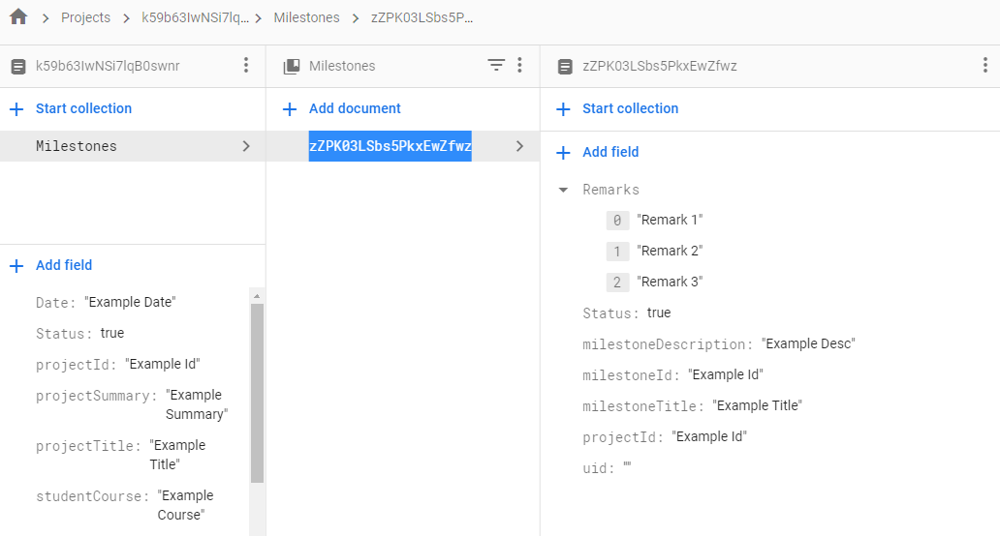 Projects
k59b63IwNSi7lq...
Milestones
zZPK03LSbs5P...
k59b63IwNSi7lqB0swnr
Milestones
zZPK03LSbs5PkxEwZfwz
Start collection
Add document
Start collection
Milestones
zZPK03LSbs5PkxEwZfwz
Add field
Remarks
0 "Remark 1"
1 "Remark 2"
2 "Remark 3"
Status: true
milestoneDescription: "Example Desc"
milestoneId: "Example Id"
milestoneTitle: "Example Title"
projectId: "Example Id"
uid: ""
Add field
Date: "Example Date"
Status: true
projectId: "Example Id"
projectSummary: "Example
Summary"
projectTitle: "Example
Title"
studentCourse: "Example
Course"